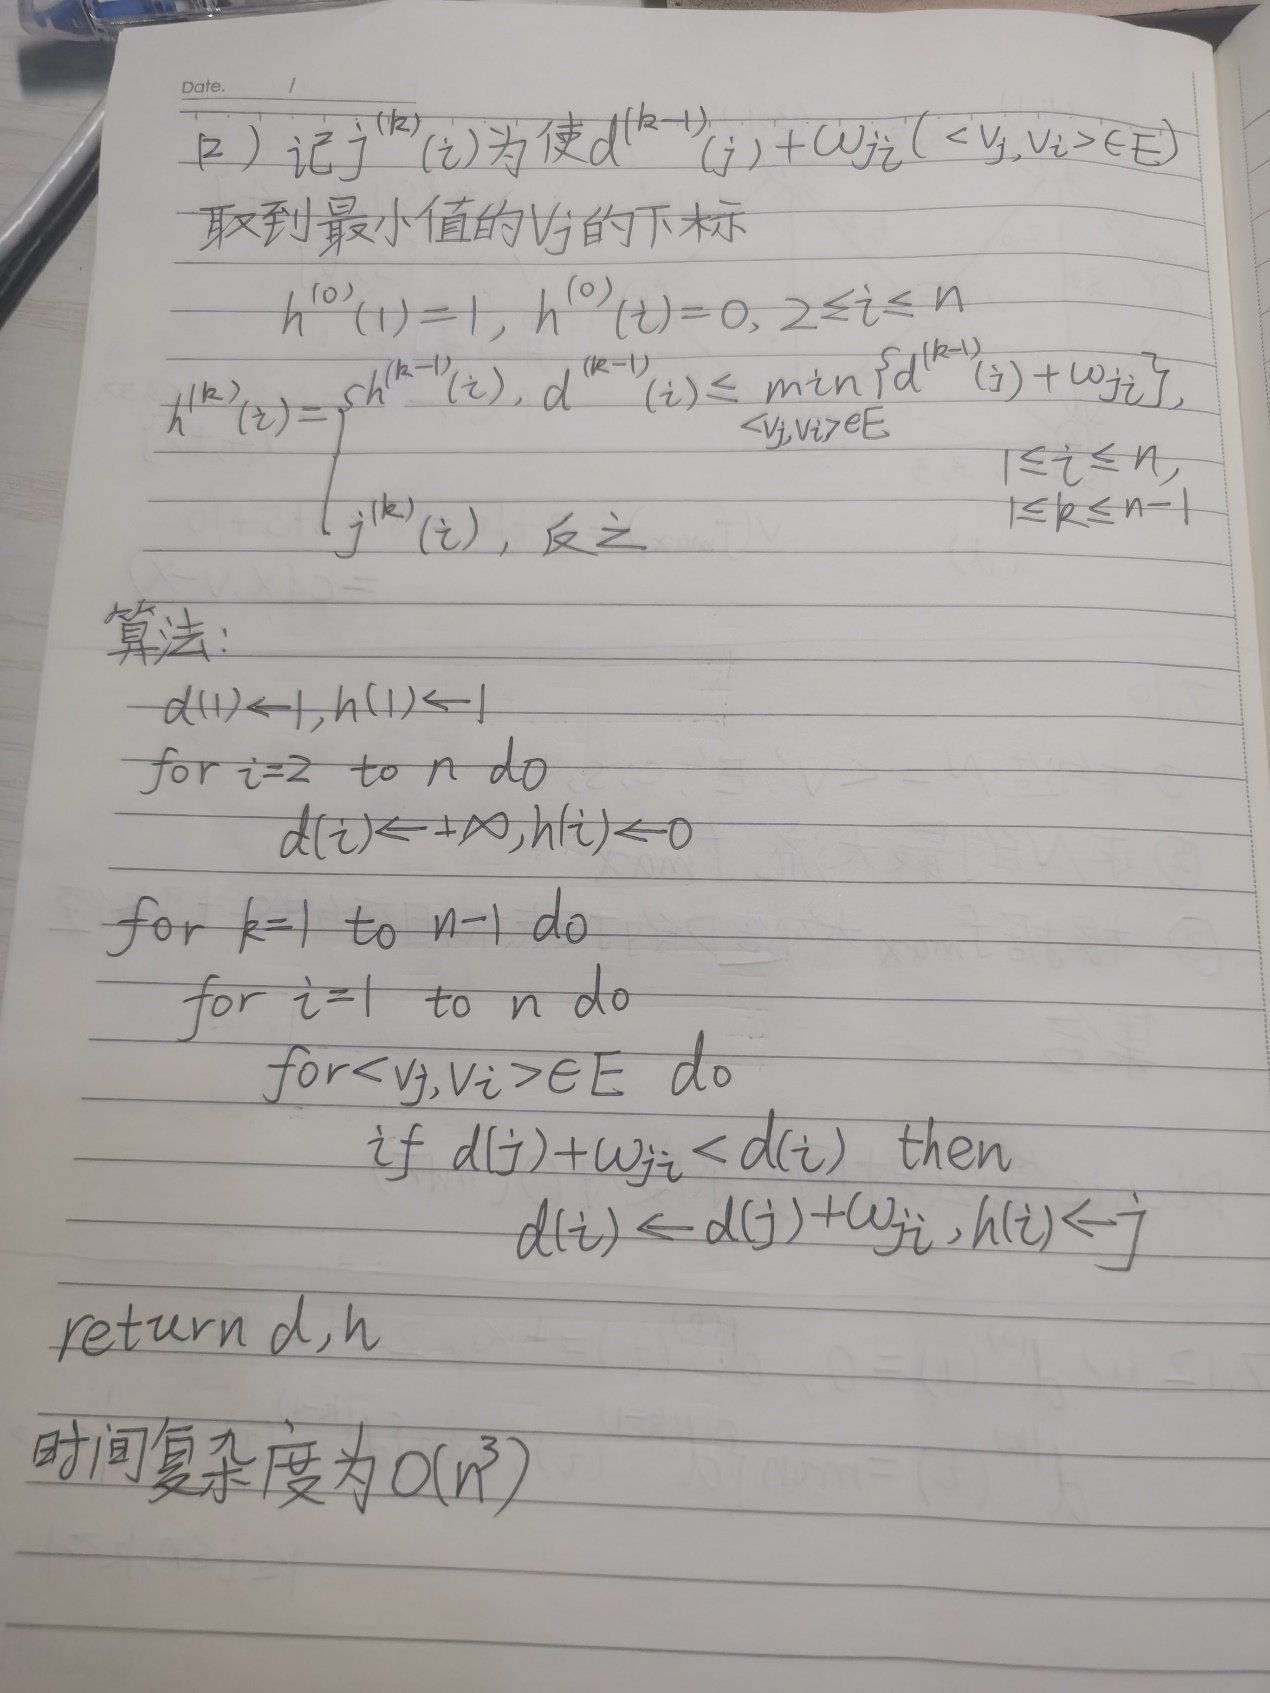 Date. /
(2) 记j^(k)(i)为使d^(k-1)(j)+ω_ji(<v_j,v_i>∈E)
取到最小值的V_j的下标
h^(0)(1)=1, h^(0)(i)=0, 2≤i≤n
h^(k)(i)={h^(k-1)(i), d^(k-1)(i)≤min{d^(k-1)(j)+ω_ji},
<v_j,v_i>∈E
1≤i≤n,
1≤k≤n-1
j^(k)(i), 反之
算法:
d(1)←1, h(1)←1
for i=2 to n do
d(i)←+∞, h(i)←0
for k=1 to n-1 do
for i=1 to n do
for<v_j,v_i>∈E do
if d(j)+ω_ji<d(i) then
d(i)←d(j)+ω_ji, h(i)←j
return d,h
时间复杂度为O(n³)